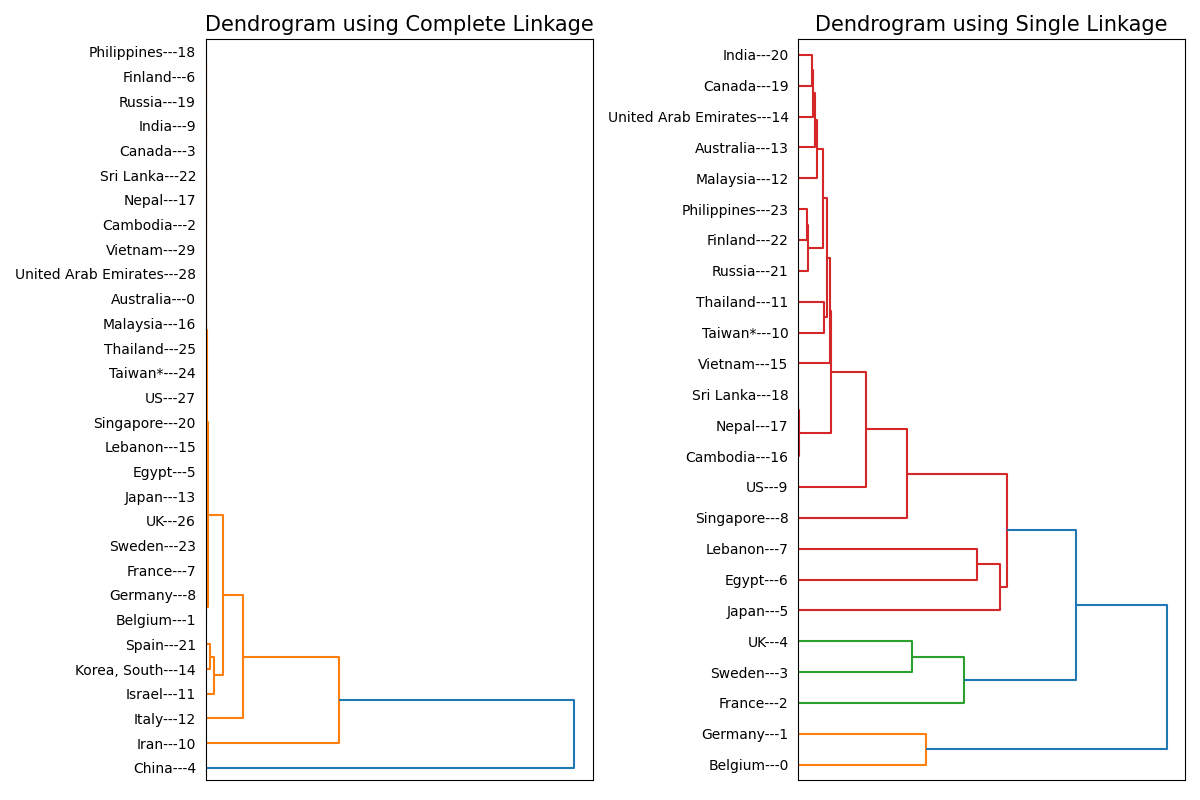 Dendrogram using Complete Linkage
Philippines---18
Finland---6
Russia---19
India---9
Canada---3
Sri Lanka---22
Nepal---17
Cambodia---2
Vietnam---29
United Arab Emirates---28
Australia---0
Malaysia---16
Thailand---25
Taiwan*---24
US---27
Singapore---20
Lebanon---15
Egypt---5
Japan---13
UK---26
Sweden---23
France---7
Germany---8
Belgium---1
Spain---21
Korea, South---14
Israel---11
Italy---12
Iran---10
China---4
Dendrogram using Single Linkage
India---20
Canada---19
United Arab Emirates---14
Australia---13
Malaysia---12
Philippines---23
Finland---22
Russia---21
Thailand---11
Taiwan*---10
Vietnam---15
Sri Lanka---18
Nepal---17
Cambodia---16
US---9
Singapore---8
Lebanon---7
Egypt---6
Japan---5
UK---4
Sweden---3
France---2
Germany---1
Belgium---0